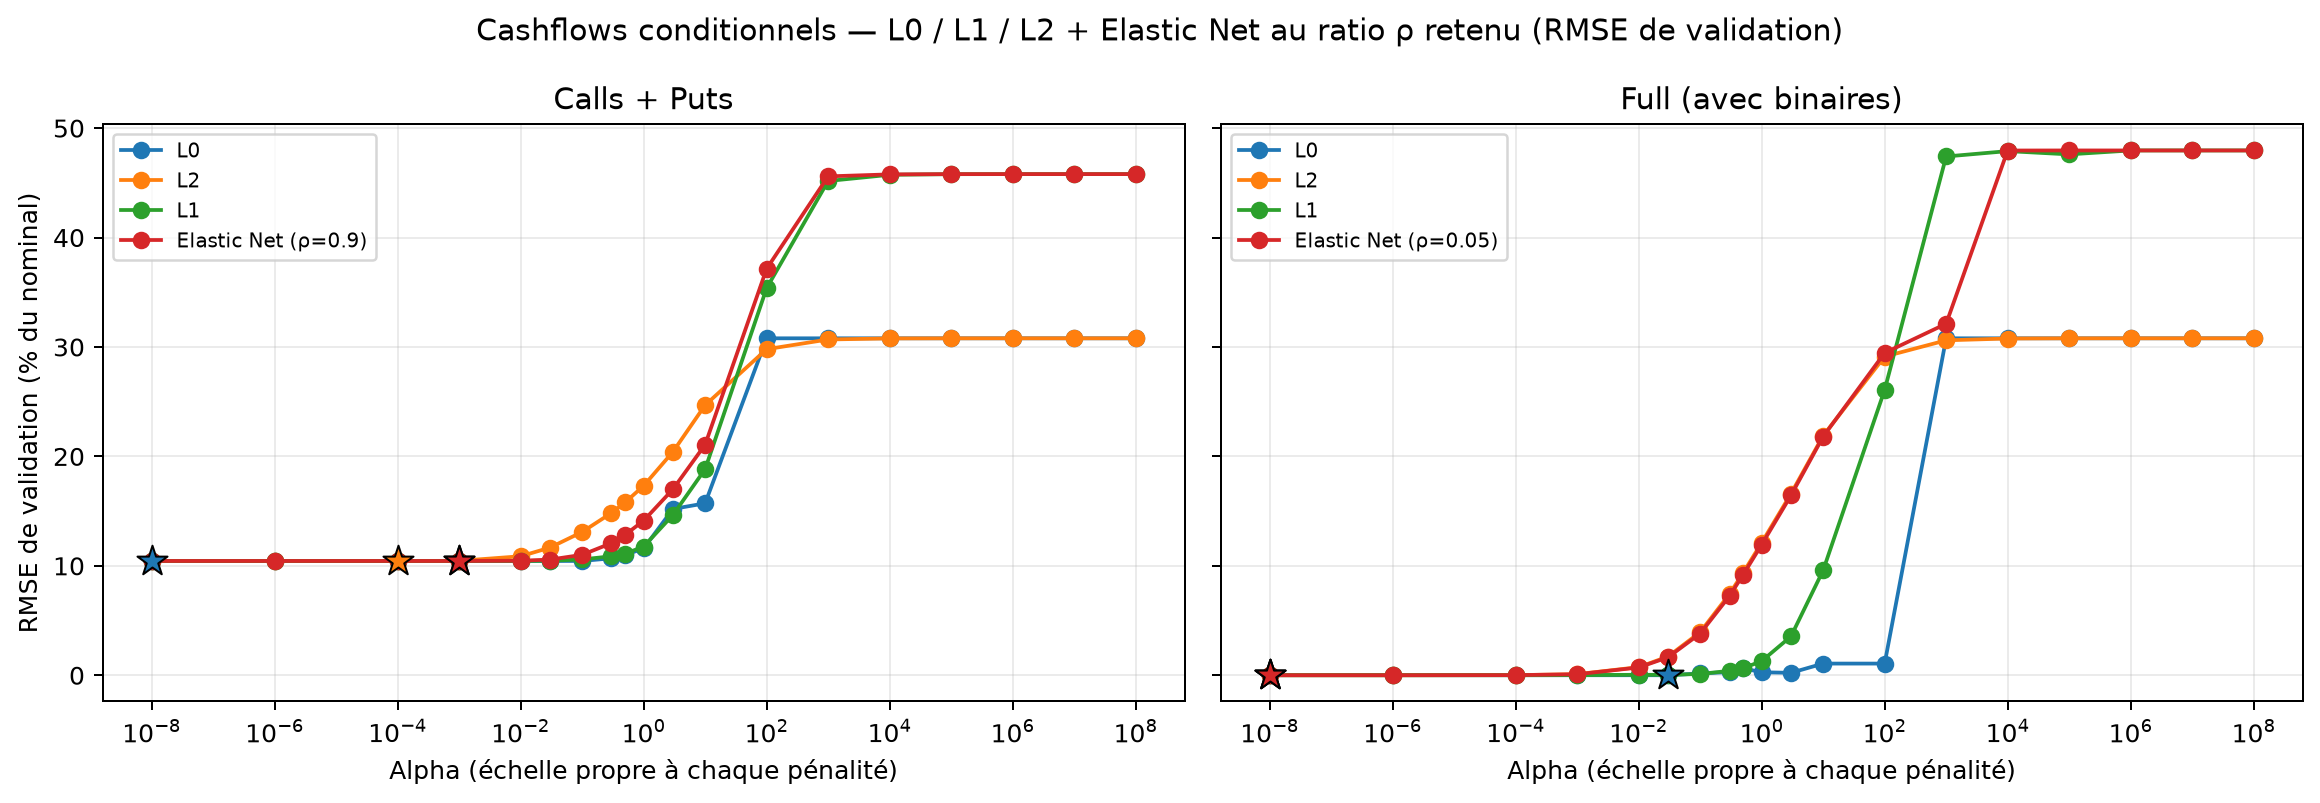 Cashflows conditionnels — L0 / L1 / L2 + Elastic Net au ratio ρ retenu (RMSE de validation)
Calls + Puts
RMSE de validation (% du nominal)
50
40
30
20
10
0
L0
L2
L1
Elastic Net (ρ=0.9)
10⁻⁸ 10⁻⁶ 10⁻⁴ 10⁻² 10⁰ 10² 10⁴ 10⁶ 10⁸
Alpha (échelle propre à chaque pénalité)
Full (avec binaires)
L0
L2
L1
Elastic Net (ρ=0.05)
10⁻⁸ 10⁻⁶ 10⁻⁴ 10⁻² 10⁰ 10² 10⁴ 10⁶ 10⁸
Alpha (échelle propre à chaque pénalité)